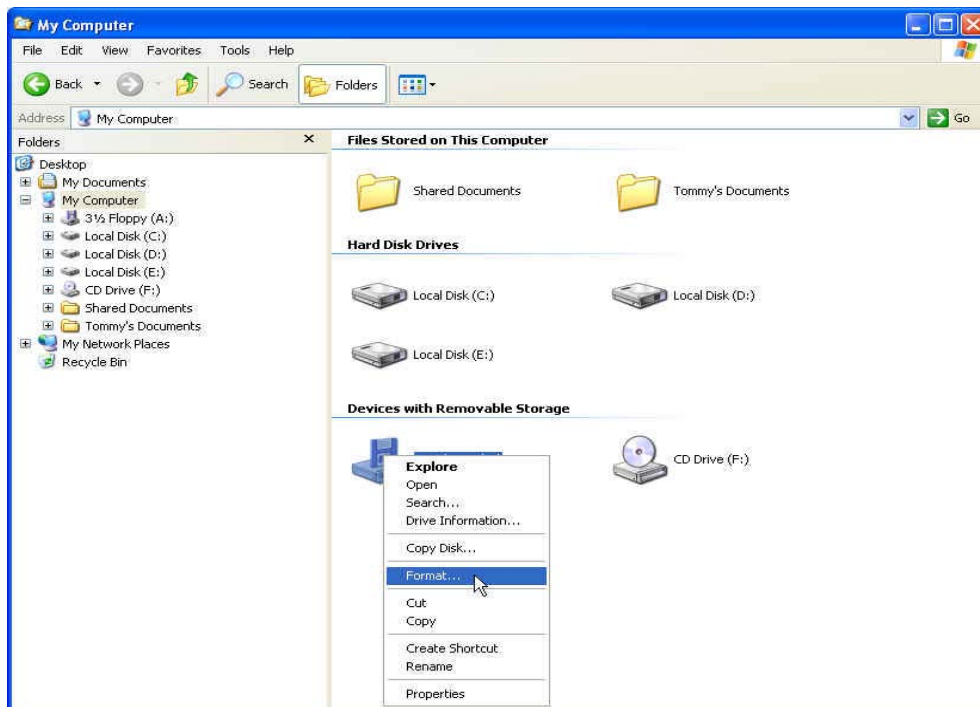 My Computer
File Edit View Favorites Tools Help
Back Search Folders
Address My Computer Go
Folders
Desktop
My Documents
My Computer
3½ Floppy (A:)
Local Disk (C:)
Local Disk (D:)
Local Disk (E:)
CD Drive (F:)
Shared Documents
Tommy's Documents
My Network Places
Recycle Bin
Files Stored on This Computer
Shared Documents Tommy's Documents
Hard Disk Drives
Local Disk (C:) Local Disk (D:)
Local Disk (E:)
Devices with Removable Storage
CD Drive (F:)
Explore
Open
Search...
Drive Information...
Copy Disk...
Format...
Cut
Copy
Create Shortcut
Rename
Properties